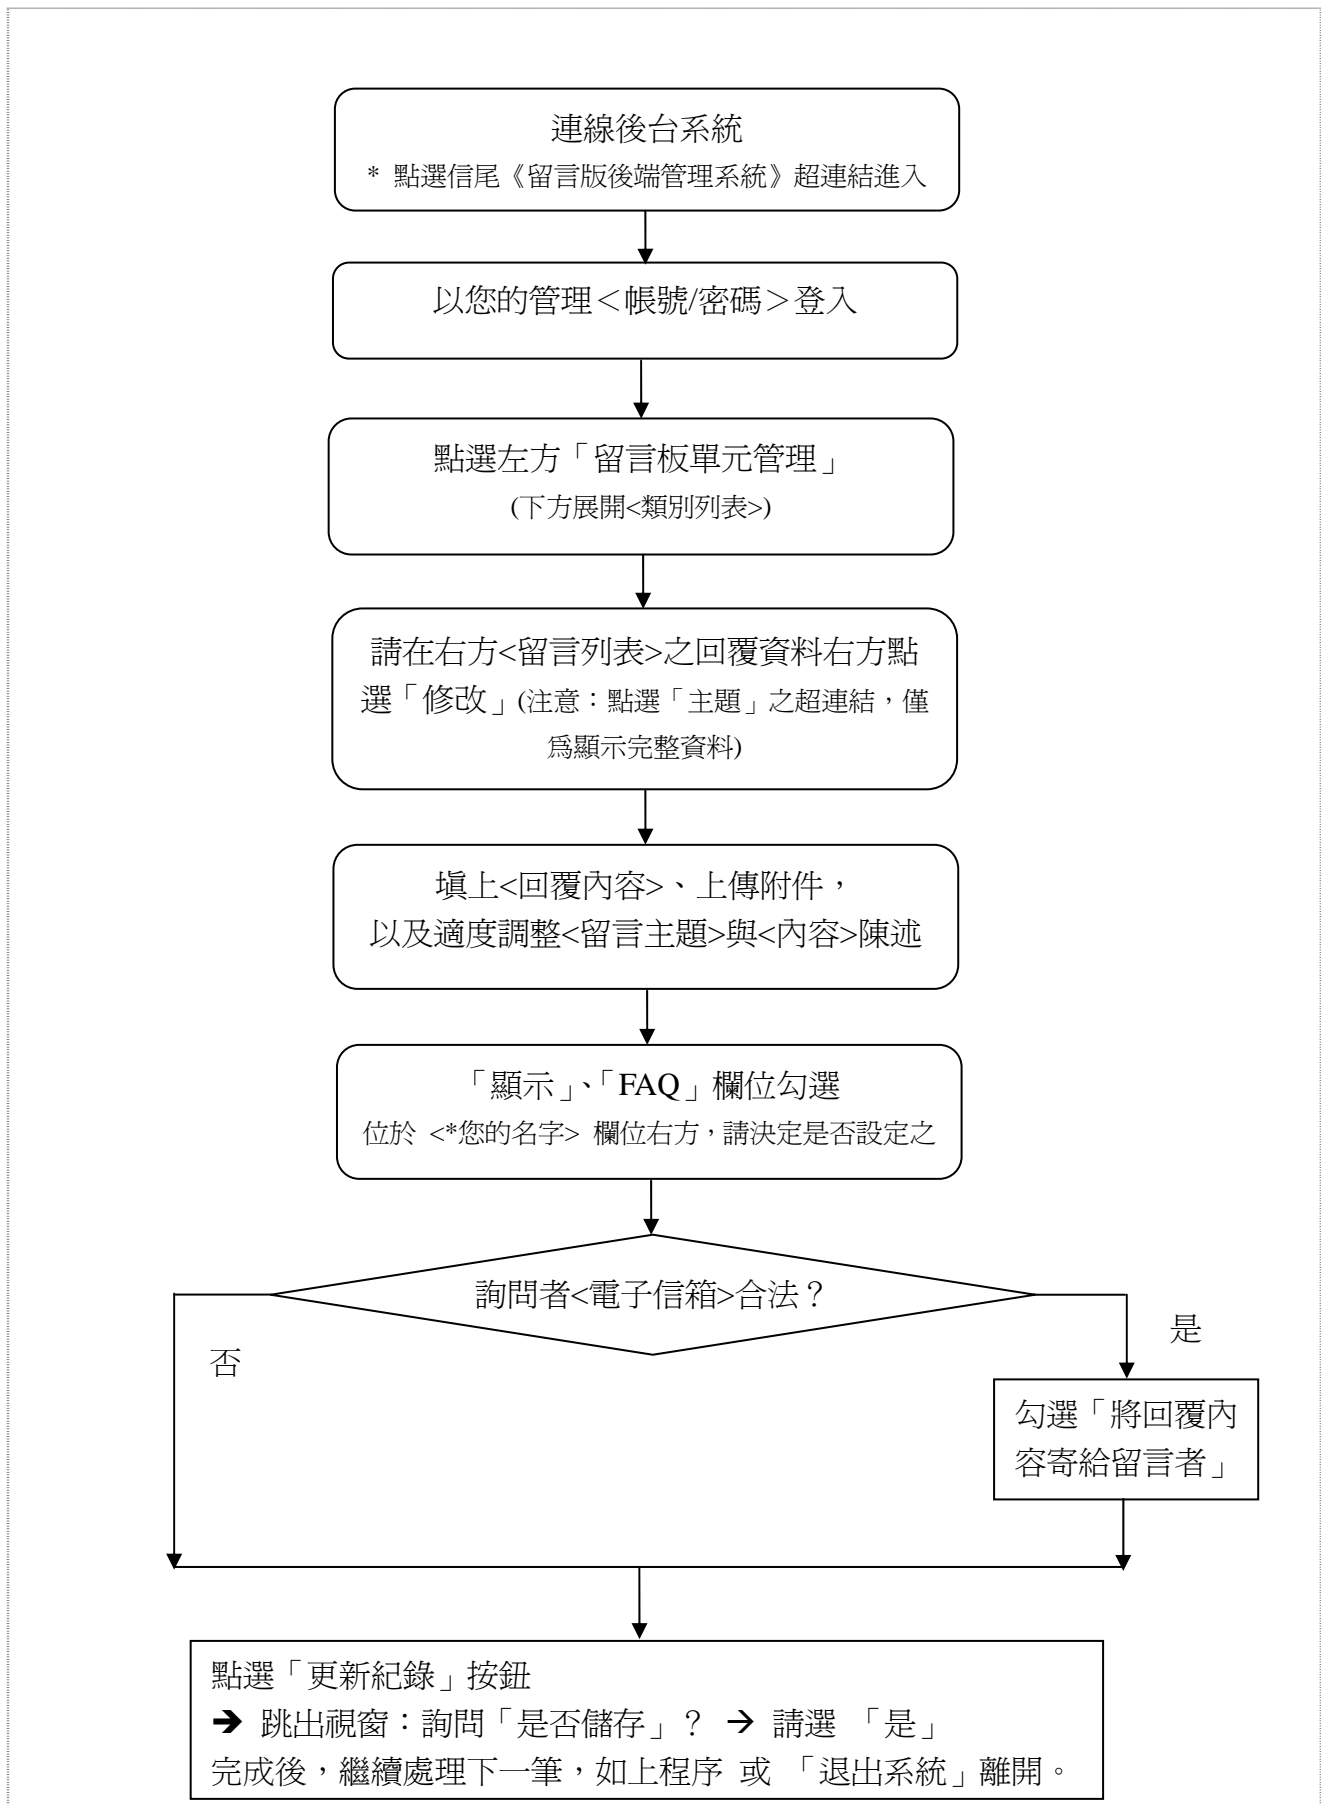 連線後台系統
* 點選信尾《留言版後端管理系統》超連結進入
以您的管理＜帳號/密碼＞登入
點選左方「留言板單元管理」
(下方展開<類別列表>)
請在右方<留言列表>之回覆資料右方點
選「修改」(注意：點選「主題」之超連結，僅
為顯示完整資料)
填上<回覆內容>、上傳附件，
以及適度調整<留言主題>與<內容>陳述
「顯示」、「FAQ」欄位勾選
位於 <*您的名字> 欄位右方，請決定是否設定之
詢問者<電子信箱>合法？
是
否
勾選「將回覆內
容寄給留言者」
點選「更新紀錄」按鈕
➔ 跳出視窗：詢問「是否儲存」？ → 請選 「是」
完成後，繼續處理下一筆，如上程序 或 「退出系統」離開。